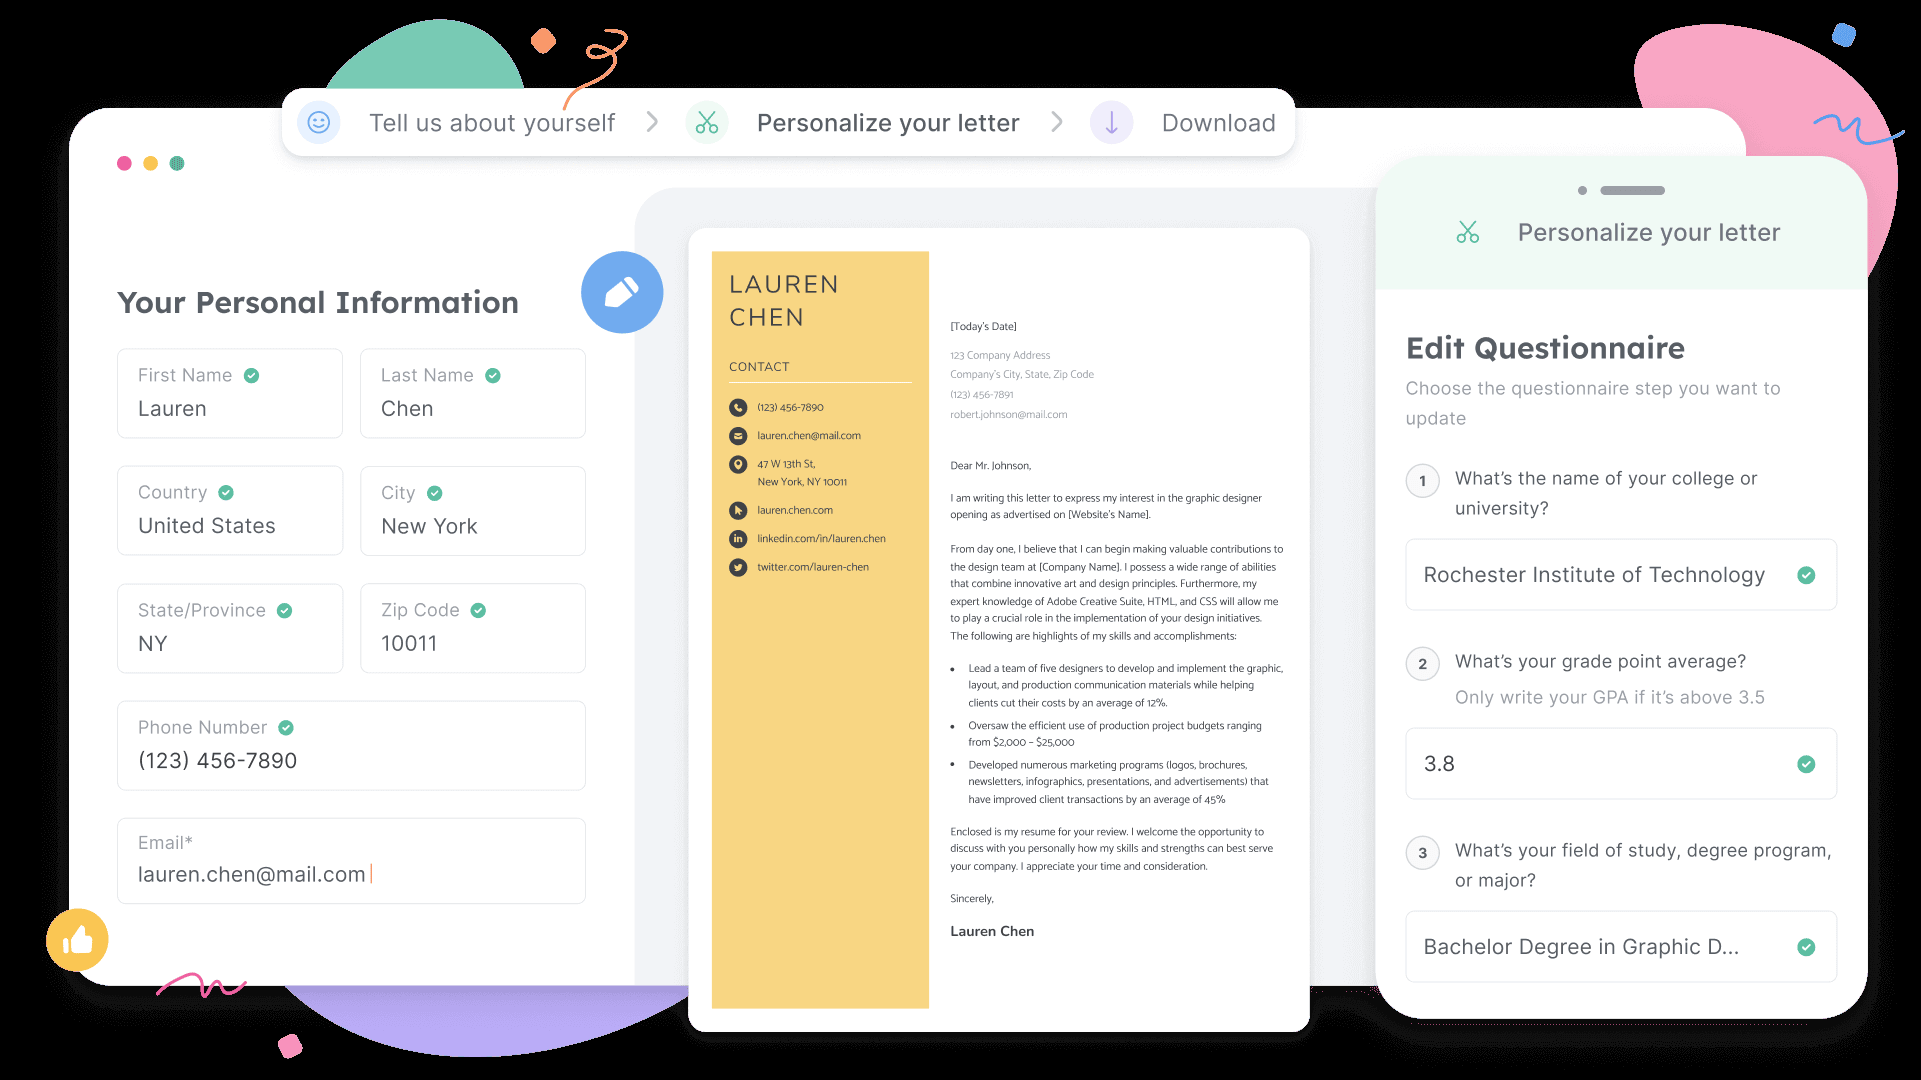 Tell us about yourself
Personalize your letter
Download
Your Personal Information
First Name
Lauren
Last Name
Chen
Country
United States
City
New York
State/Province
NY
Zip Code
10011
Phone Number
(123) 456-7890
Email*
lauren.chen@mail.com
LAUREN
CHEN
CONTACT
(123) 456-7890
lauren.chen@mail.com
47 W 13th St,
New York, NY 10011
lauren.chen.com
in
linkedin.com/in/lauren.chen
twitter.com/lauren-chen
[Today's Date]
123 Company Address
Company's City, State, Zip Code
(123) 456-7891
robert.johnson@mail.com
Dear Mr. Johnson,
I am writing this letter to express my interest in the graphic designer
opening as advertised on [Website's Name].
From day one, I believe that I can begin making valuable contributions to
the design team at [Company Name]. I possess a wide range of abilities
that combine innovative art and design principles. Furthermore, my
expert knowledge of Adobe Creative Suite, HTML, and CSS will allow me
to play a crucial role in the implementation of your design initiatives.
The following are highlights of my skills and accomplishments:
• Lead a team of five designers to develop and implement the graphic,
layout, and production communication materials while helping
clients cut their costs by an average of 12%.
• Oversaw the efficient use of production project budgets ranging
from $2,000 – $25,000
• Developed numerous marketing programs (logos, brochures,
newsletters, infographics, presentations, and advertisements) that
have improved client transactions by an average of 45%
Enclosed is my resume for your review. I welcome the opportunity to
discuss with you personally how my skills and strengths can best serve
your company. I appreciate your time and consideration.
Sincerely,
Lauren Chen
Personalize your letter
Edit Questionnaire
Choose the questionnaire step you want to
update
1 What's the name of your college or
university?
Rochester Institute of Technology
2 What's your grade point average?
Only write your GPA if it's above 3.5
3.8
3 What's your field of study, degree program,
or major?
Bachelor Degree in Graphic D...